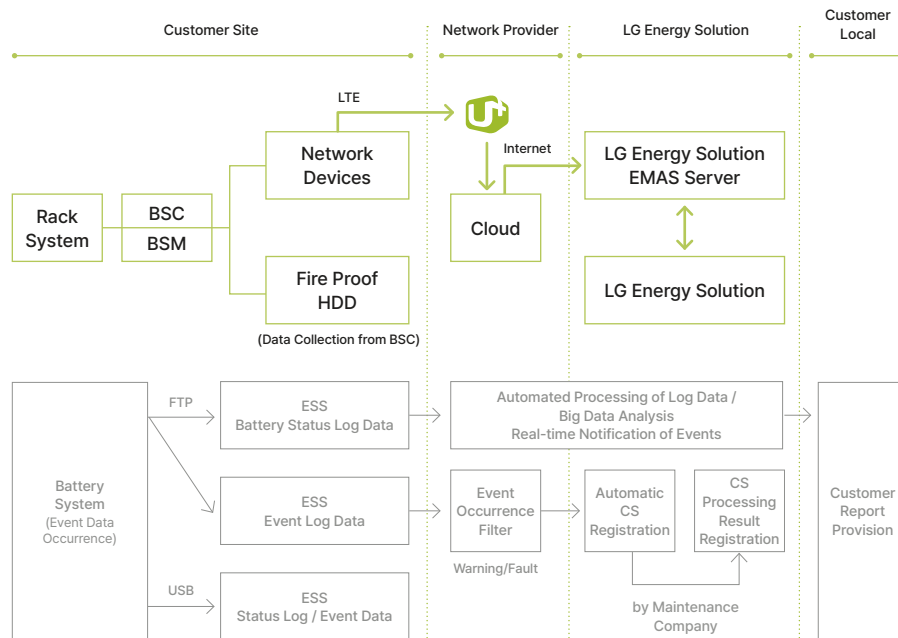 Customer Site
Network Provider
LG Energy Solution
Customer
Local
LTE
U+
Internet
Network
Devices
LG Energy Solution
EMAS Server
Rack
System
BSC
BSM
Cloud
Fire Proof
HDD
LG Energy Solution
(Data Collection from BSC)
FTP
ESS
Battery Status Log Data
Automated Processing of Log Data /
Big Data Analysis
Real-time Notification of Events
Battery
System
(Event Data
Occurrence)
ESS
Event Log Data
Event
Occurrence
Filter
Warning/Fault
Automatic
CS
Registration
CS
Processing
Result
Registration
Customer
Report
Provision
USB
ESS
Status Log / Event Data
by Maintenance
Company